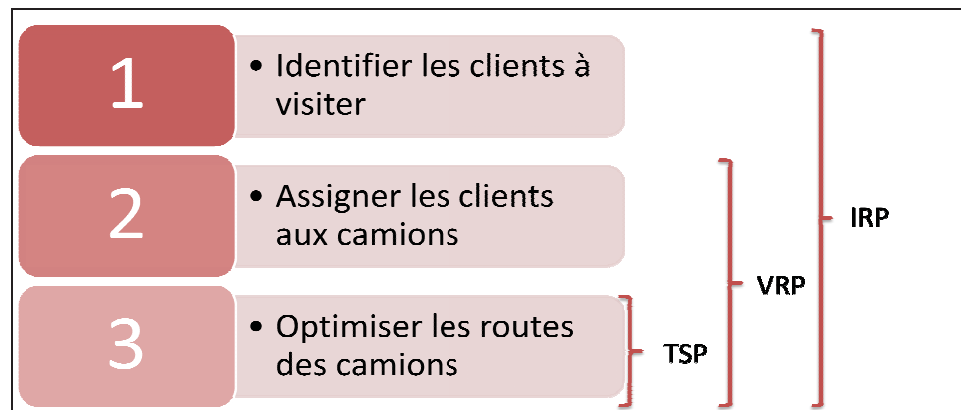 1
• Identifier les clients à
visiter
2
• Assigner les clients
aux camions
3
• Optimiser les routes
des camions
TSP
VRP
IRP